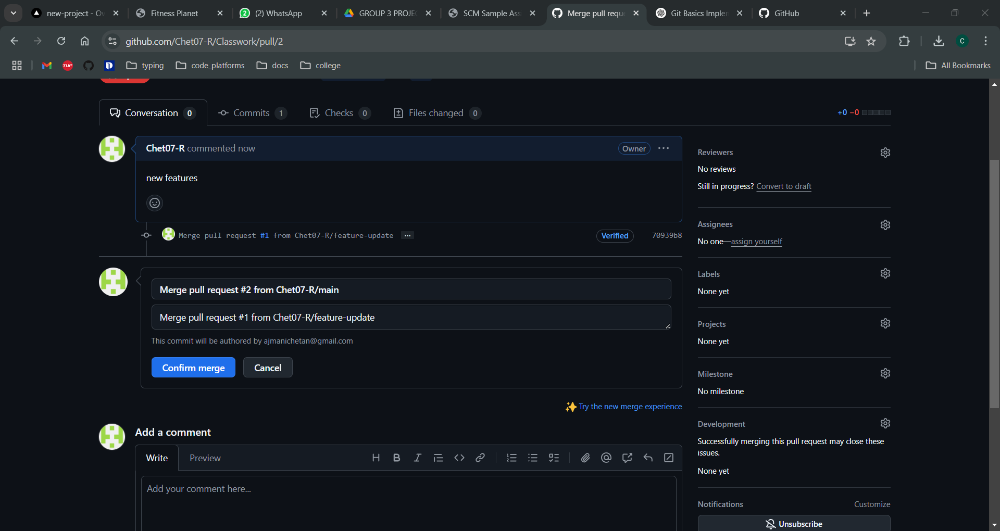 new-project - Ov
Fitness Planet
(2) WhatsApp
GROUP 3 PROJEC
SCM Sample Ass
Merge pull reque
Git Basics Implem
GitHub
github.com/Chet07-R/Classwork/pull/2
C
TUF
typing
code_platforms
docs
college
All Bookmarks
Conversation 0
Commits 1
Checks 0
Files changed 0
+0 −0
Chet07-R commented now
Owner
new features
Merge pull request #1 from Chet07-R/feature-update
Verified
70939b8
Merge pull request #2 from Chet07-R/main
Merge pull request #1 from Chet07-R/feature-update
This commit will be authored by ajmanichetan@gmail.com
Confirm merge
Cancel
Try the new merge experience
Add a comment
Write
Preview
Add your comment here...
Reviewers
No reviews
Still in progress? Convert to draft
Assignees
No one—assign yourself
Labels
None yet
Projects
None yet
Milestone
No milestone
Development
Successfully merging this pull request may close these
issues.
None yet
Notifications
Customize
Unsubscribe